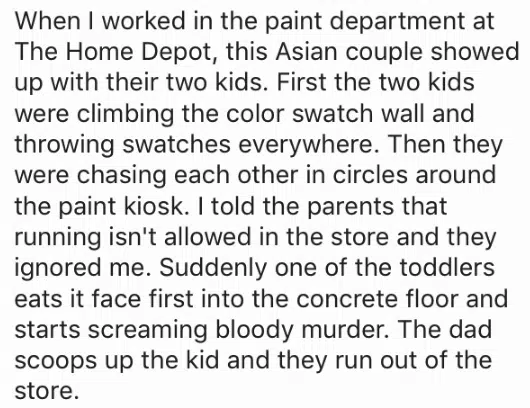 When I worked in the paint department at
The Home Depot, this Asian couple showed
up with their two kids. First the two kids
were climbing the color swatch wall and
throwing swatches everywhere. Then they
were chasing each other in circles around
the paint kiosk. I told the parents that
running isn't allowed in the store and they
ignored me. Suddenly one of the toddlers
eats it face first into the concrete floor and
starts screaming bloody murder. The dad
scoops up the kid and they run out of the
store.